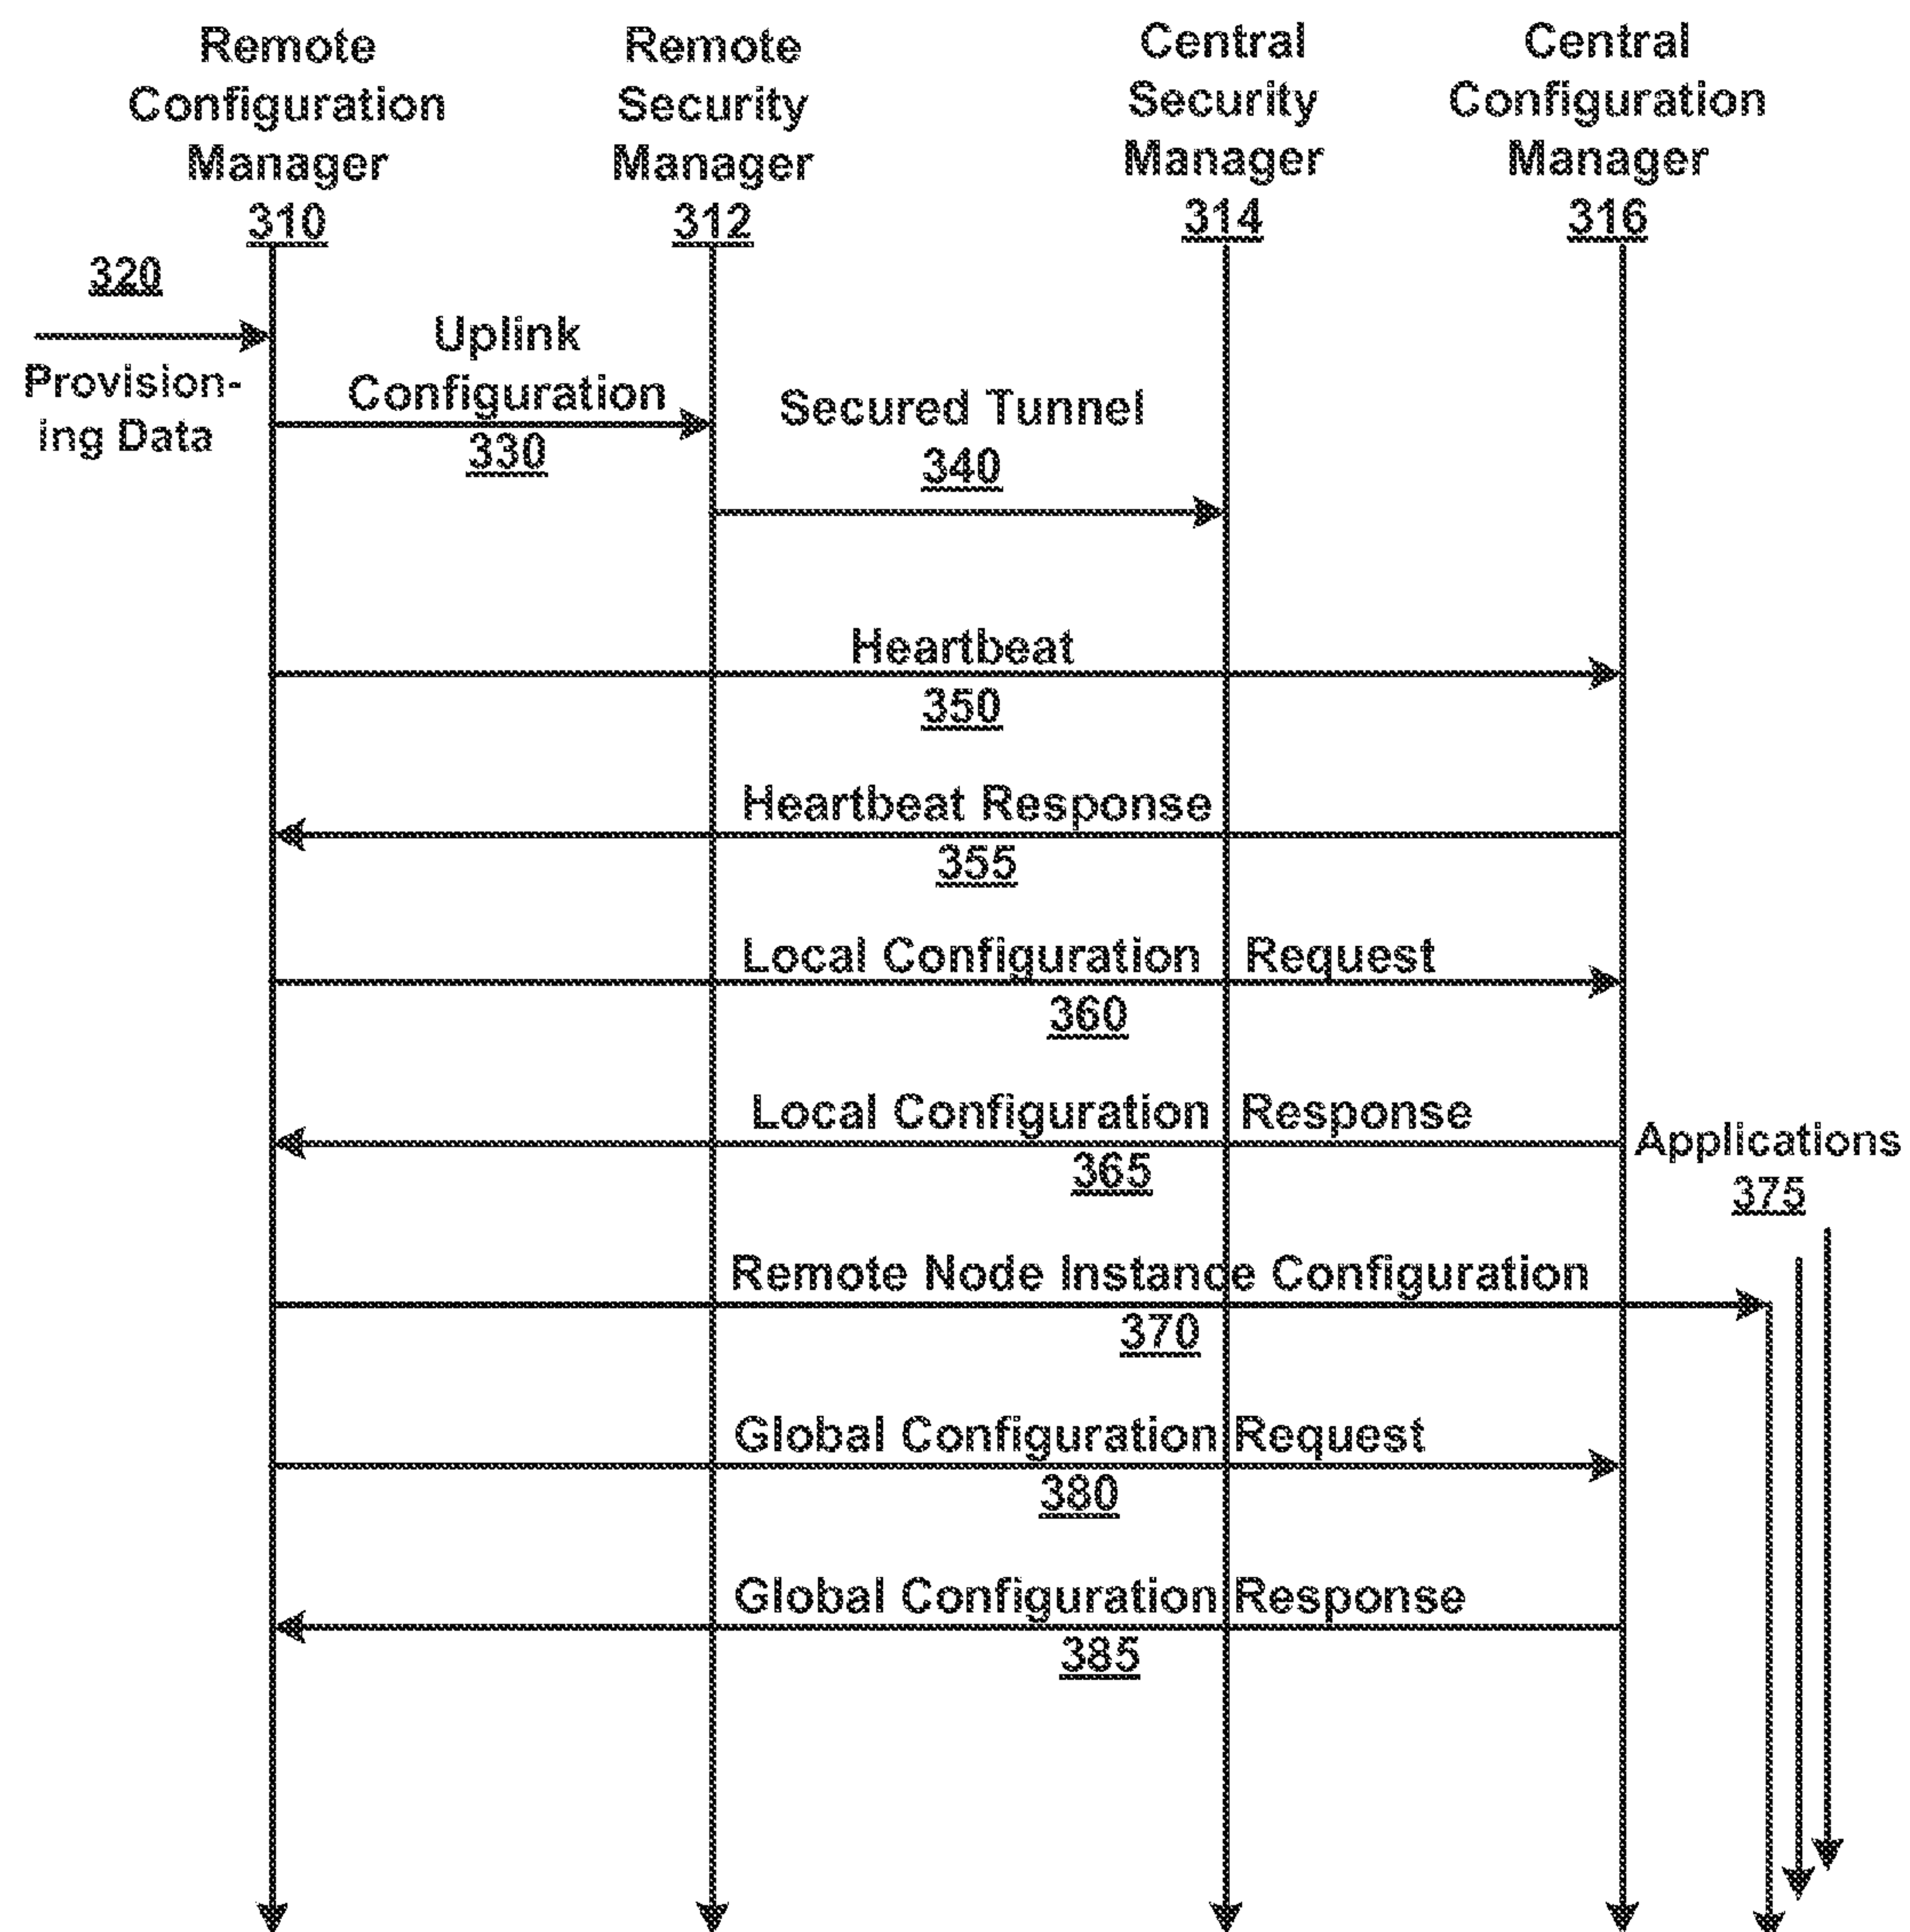 Remote
Configuration
Manager
310
Remote
Security
Manager
312
Central
Security
Manager
314
Central
Configuration
Manager
316
320
Provision-
ing Data
Uplink
Configuration
330
Secured Tunnel
340
Heartbeat
350
Heartbeat Response
355
Local Configuration Request
360
Local Configuration Response
365
Applications
375
Remote Node Instance Configuration
370
Global Configuration Request
380
Global Configuration Response
385